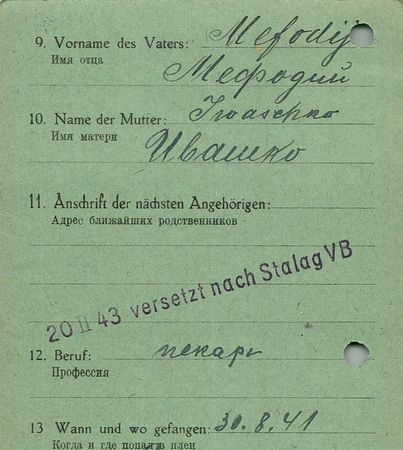 9. Vorname des Vaters: Mefodij
Имя отца
Мефодий
10. Name der Mutter: Iwaschko
Имя матери
Ивашко
11. Anschrift der nächsten Angehörigen:
Адрес ближайших родственников
20 II 43 versetzt nach Stalag VB
12. Beruf: пекарь
Профессия
13 Wann und wo gefangen: 30.8.41
Когда и где попал в плен